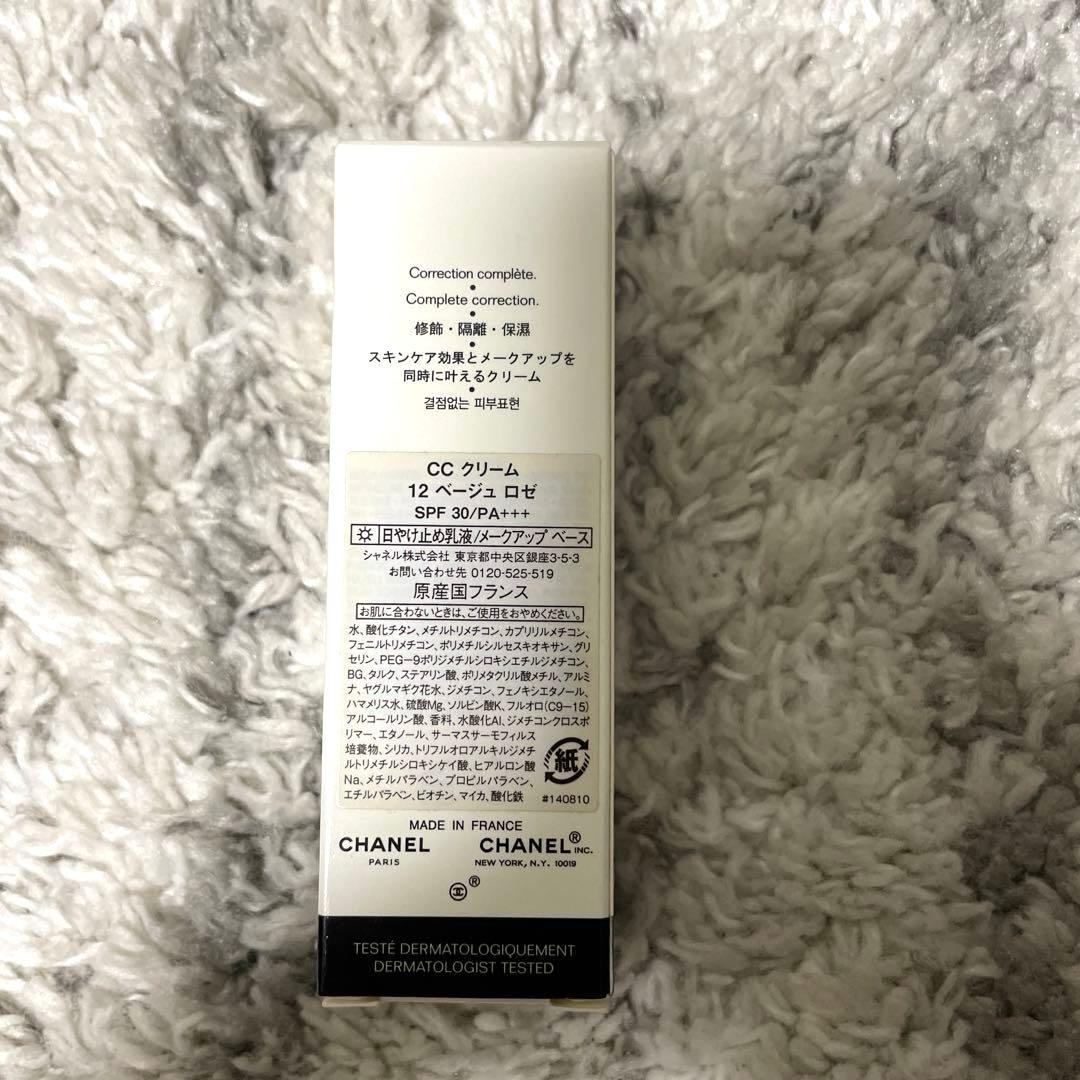 Correction complète.
Complete correction.
修飾・隔離・保濕
スキンケア効果とメークアップを
同時に叶えるクリーム
결점없는 피부표현
CC クリーム
12 ベージュ ロゼ
SPF 30/PA+++
日やけ止め乳液/メークアップ ベース
シャネル株式会社 東京都中央区銀座3-5-3
お問い合わせ先 0120-525-519
原産国フランス
お肌に合わないときは、ご使用をおやめください。
水、酸化チタン、メチルトリメチコン、カプリリルメチコン、
フェニルトリメチコン、ポリメチルシルセスキオキサン、グリ
セリン、PEG-9ポリジメチルシロキシエチルジメチコン、
BG、タルク、ステアリン酸、ポリメタクリル酸メチル、アルミ
ナ、ヤグルマギク花水、ジメチコン、フェノキシエタノール、
ハマメリス水、硫酸Mg、ソルビン酸K、フルオロ(C9-15)
アルコールリン酸、香料、水酸化Al、ジメチコンクロスポ
リマー、エタノール、サーマスサーモフィルス
培養物、シリカ、トリフルオロアルキルジメチ
ルトリメチルシロキシケイ酸、ヒアルロン酸
Na、メチルパラベン、プロピルパラベン、
エチルパラベン、ビオチン、マイカ、酸化鉄
紙
#140810
MADE IN FRANCE
CHANEL CHANEL® INC.
PARIS NEW YORK, N.Y. 10019
®
TESTÉ DERMATOLOGIQUEMENT
DERMATOLOGIST TESTED